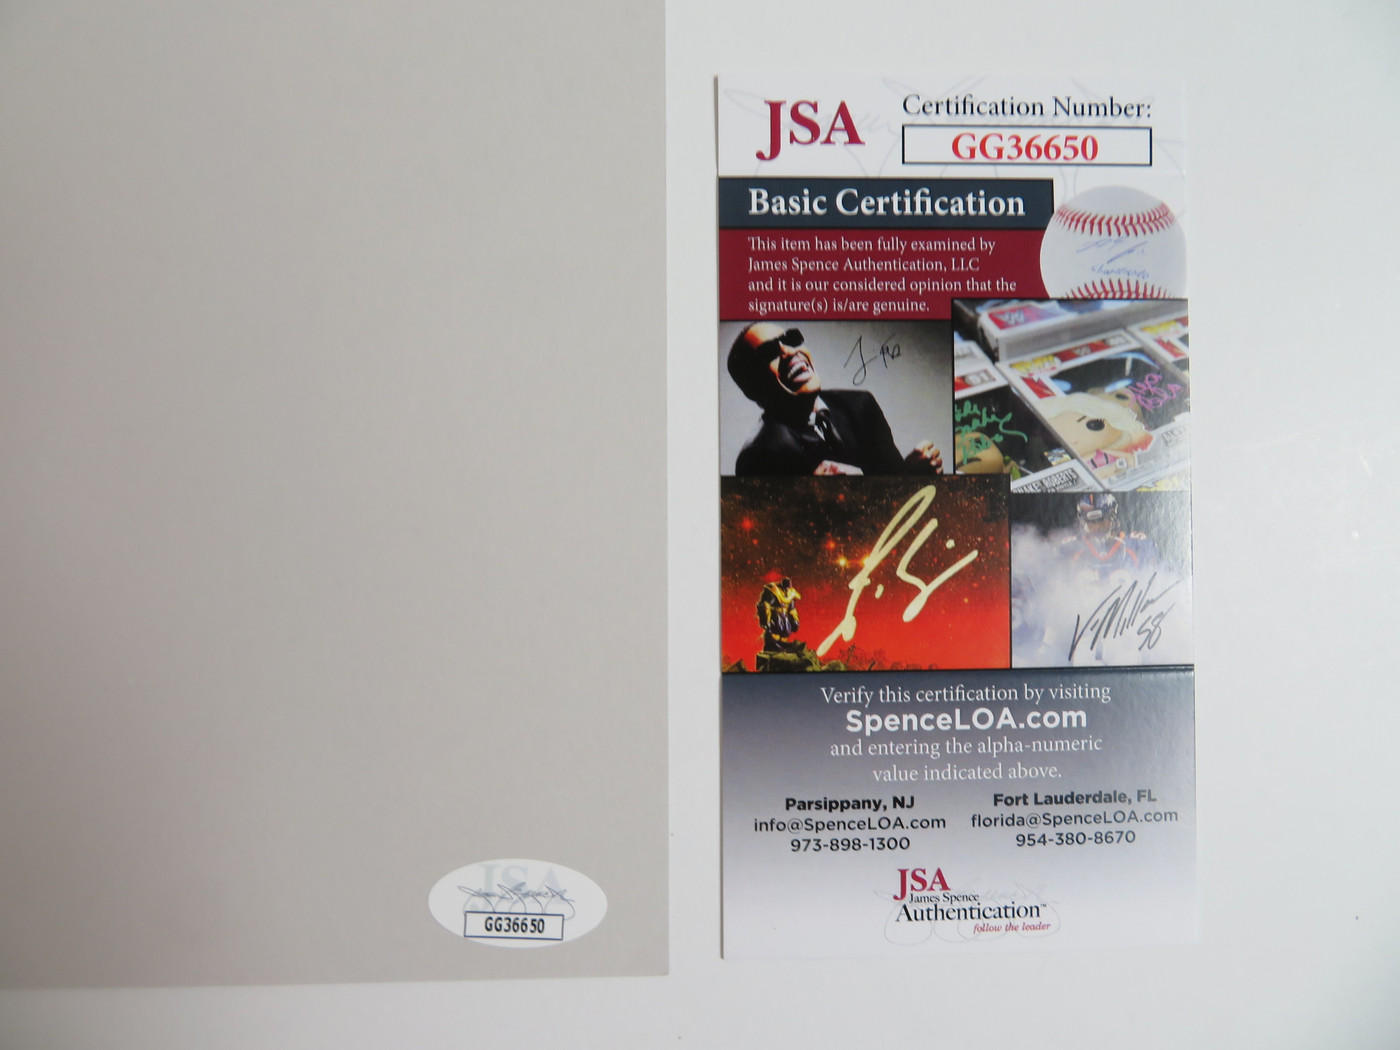 JSA
Certification Number:
GG36650
Basic Certification
This item has been fully examined by
James Spence Authentication, LLC
and it is our considered opinion that the
signature(s) is/are genuine.
Verify this certification by visiting
SpenceLOA.com
and entering the alpha-numeric
value indicated above.
Parsippany, NJ
info@SpenceLOA.com
973-898-1300
Fort Lauderdale, FL
florida@SpenceLOA.com
954-380-8670
JSA
James Spence
Authentication™
follow the leader
JSA
GG36650